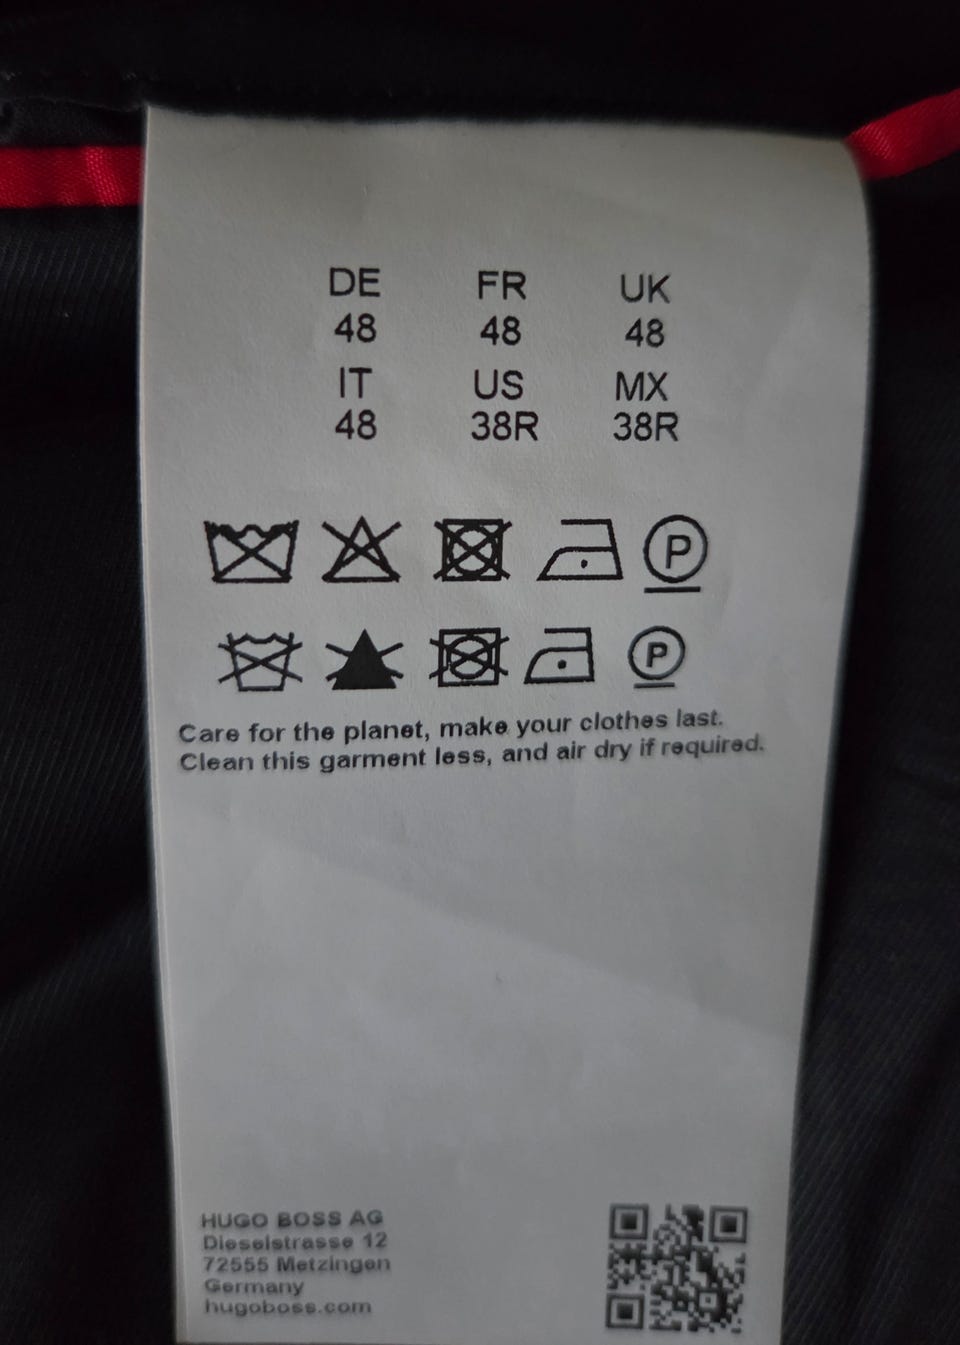 DE FR UK
48 48 48
IT US MX
48 38R 38R
P
P
Care for the planet, make your clothes last.
Clean this garment less, and air dry if required.
HUGO BOSS AG
Dieselstrasse 12
72555 Metzingen
Germany
hugoboss.com